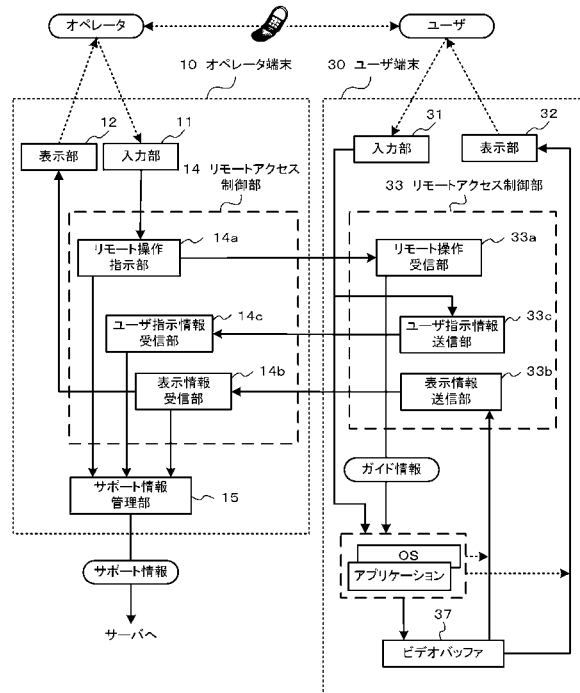 オペレータ
ユーザ
10 オペレータ端末
30 ユーザ端末
12
11
31
32
表示部
入力部
入力部
表示部
14 リモートアクセス
制御部
33 リモートアクセス制御部
14a
33a
リモート操作
指示部
リモート操作
受信部
14c
33c
ユーザ指示情報
受信部
ユーザ指示情報
送信部
14b
33b
表示情報
受信部
表示情報
送信部
ガイド情報
サポート情報
管理部
15
OS
アプリケーション
サポート情報
37
ビデオバッファ
サーバへ